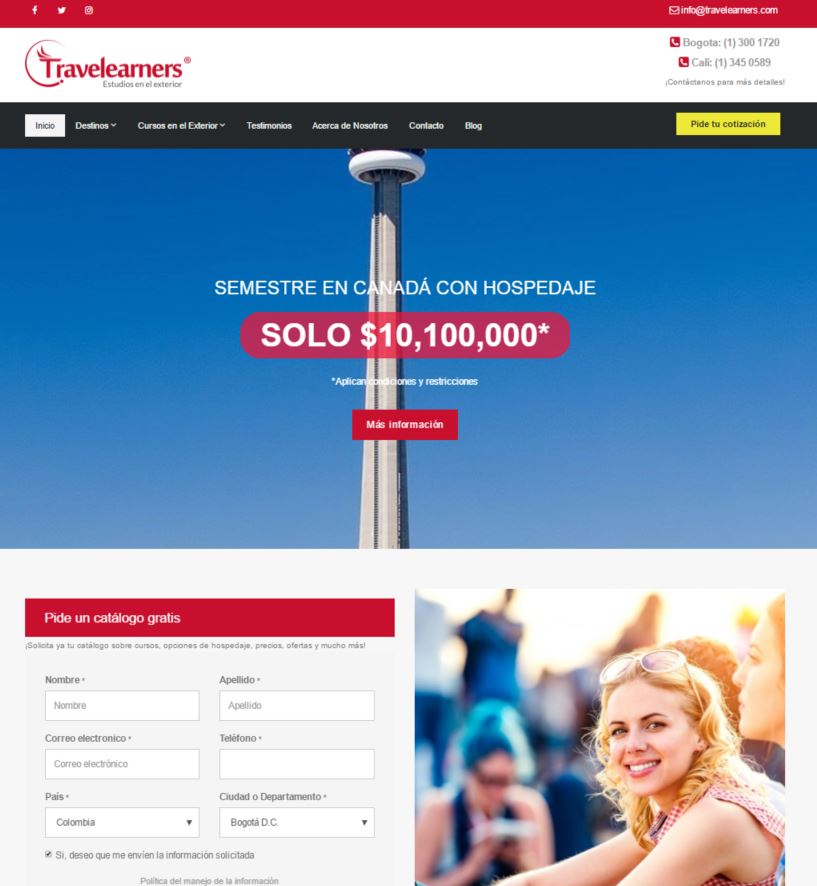 info@travelearners.com
Travelearners®
Estudios en el exterior
Bogota: (1) 300 1720
Cali: (1) 345 0589
¡Contáctanos para más detalles!
Inicio Destinos Cursos en el Exterior Testimonios Acerca de Nosotros Contacto Blog Pide tu cotización
SEMESTRE EN CANADÁ CON HOSPEDAJE
SOLO $10,100,000*
*Aplican condiciones y restricciones
Más información
Pide un catálogo gratis
¡Solicita ya tu catálogo sobre cursos, opciones de hospedaje, precios, ofertas y mucho más!
Nombre * Apellido *
Nombre Apellido
Correo electronico * Teléfono *
Correo electrónico
País * Ciudad o Departamento *
Colombia Bogotá D.C.
Si, deseo que me envíen la información solicitada
Política del manejo de la información